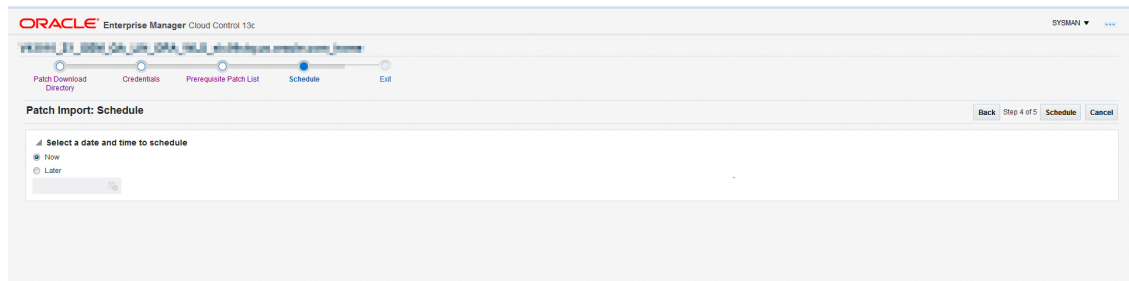 ORACLE Enterprise Manager Cloud Control 13c
SYSMAN
Patch Download Directory
Credentials
Prerequisite Patch List
Schedule
Exit
Patch Import: Schedule
Back Step 4 of 5 Schedule Cancel
Select a date and time to schedule
Now
Later